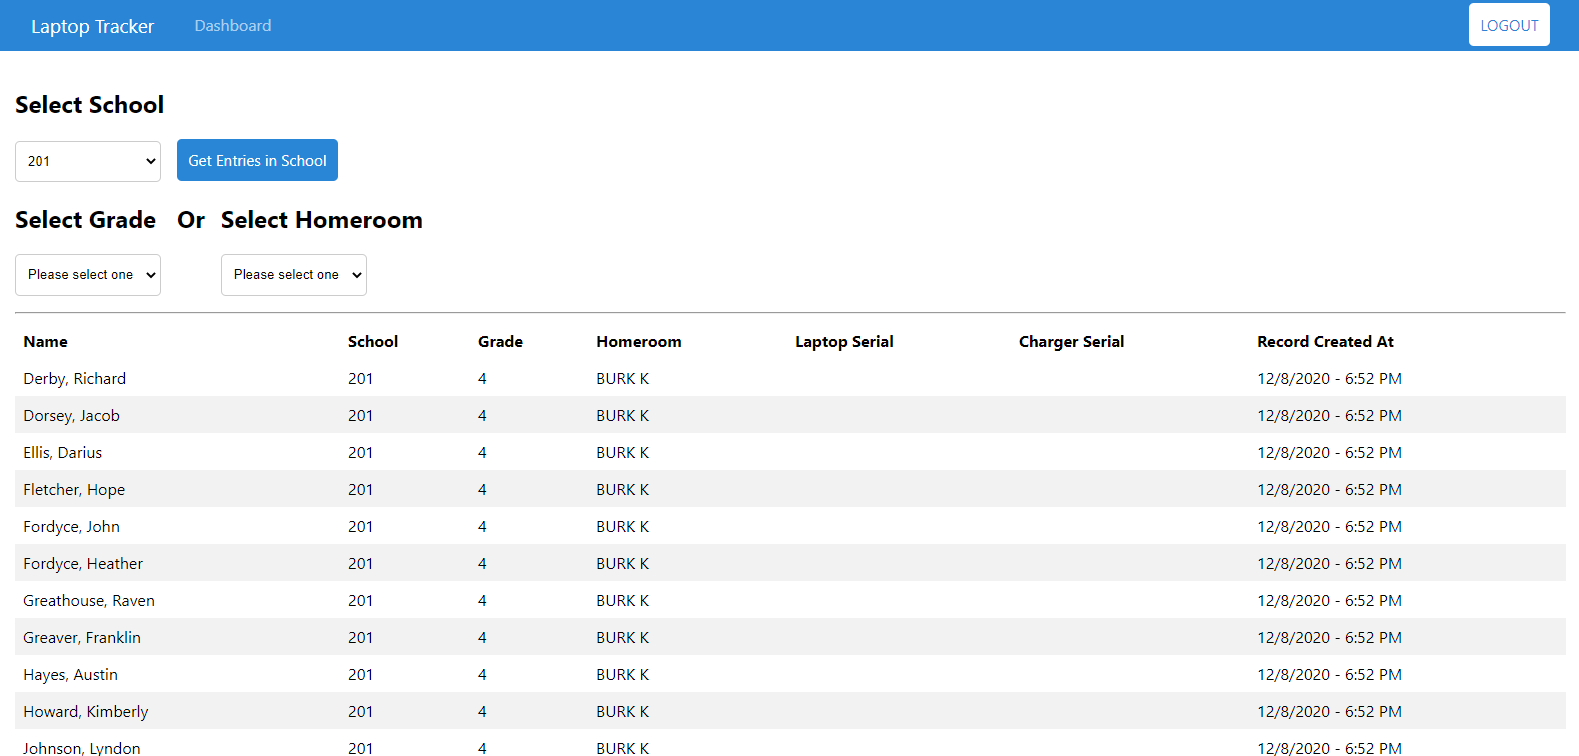 Laptop Tracker Dashboard LOGOUT
Select School
201 Get Entries in School
Select Grade Or Select Homeroom
Please select one Please select one
Name School Grade Homeroom Laptop Serial Charger Serial Record Created At
Derby, Richard 201 4 BURK K 12/8/2020 - 6:52 PM
Dorsey, Jacob 201 4 BURK K 12/8/2020 - 6:52 PM
Ellis, Darius 201 4 BURK K 12/8/2020 - 6:52 PM
Fletcher, Hope 201 4 BURK K 12/8/2020 - 6:52 PM
Fordyce, John 201 4 BURK K 12/8/2020 - 6:52 PM
Fordyce, Heather 201 4 BURK K 12/8/2020 - 6:52 PM
Greathouse, Raven 201 4 BURK K 12/8/2020 - 6:52 PM
Greaver, Franklin 201 4 BURK K 12/8/2020 - 6:52 PM
Hayes, Austin 201 4 BURK K 12/8/2020 - 6:52 PM
Howard, Kimberly 201 4 BURK K 12/8/2020 - 6:52 PM
Johnson, Lyndon 201 4 BURK K 12/8/2020 - 6:52 PM